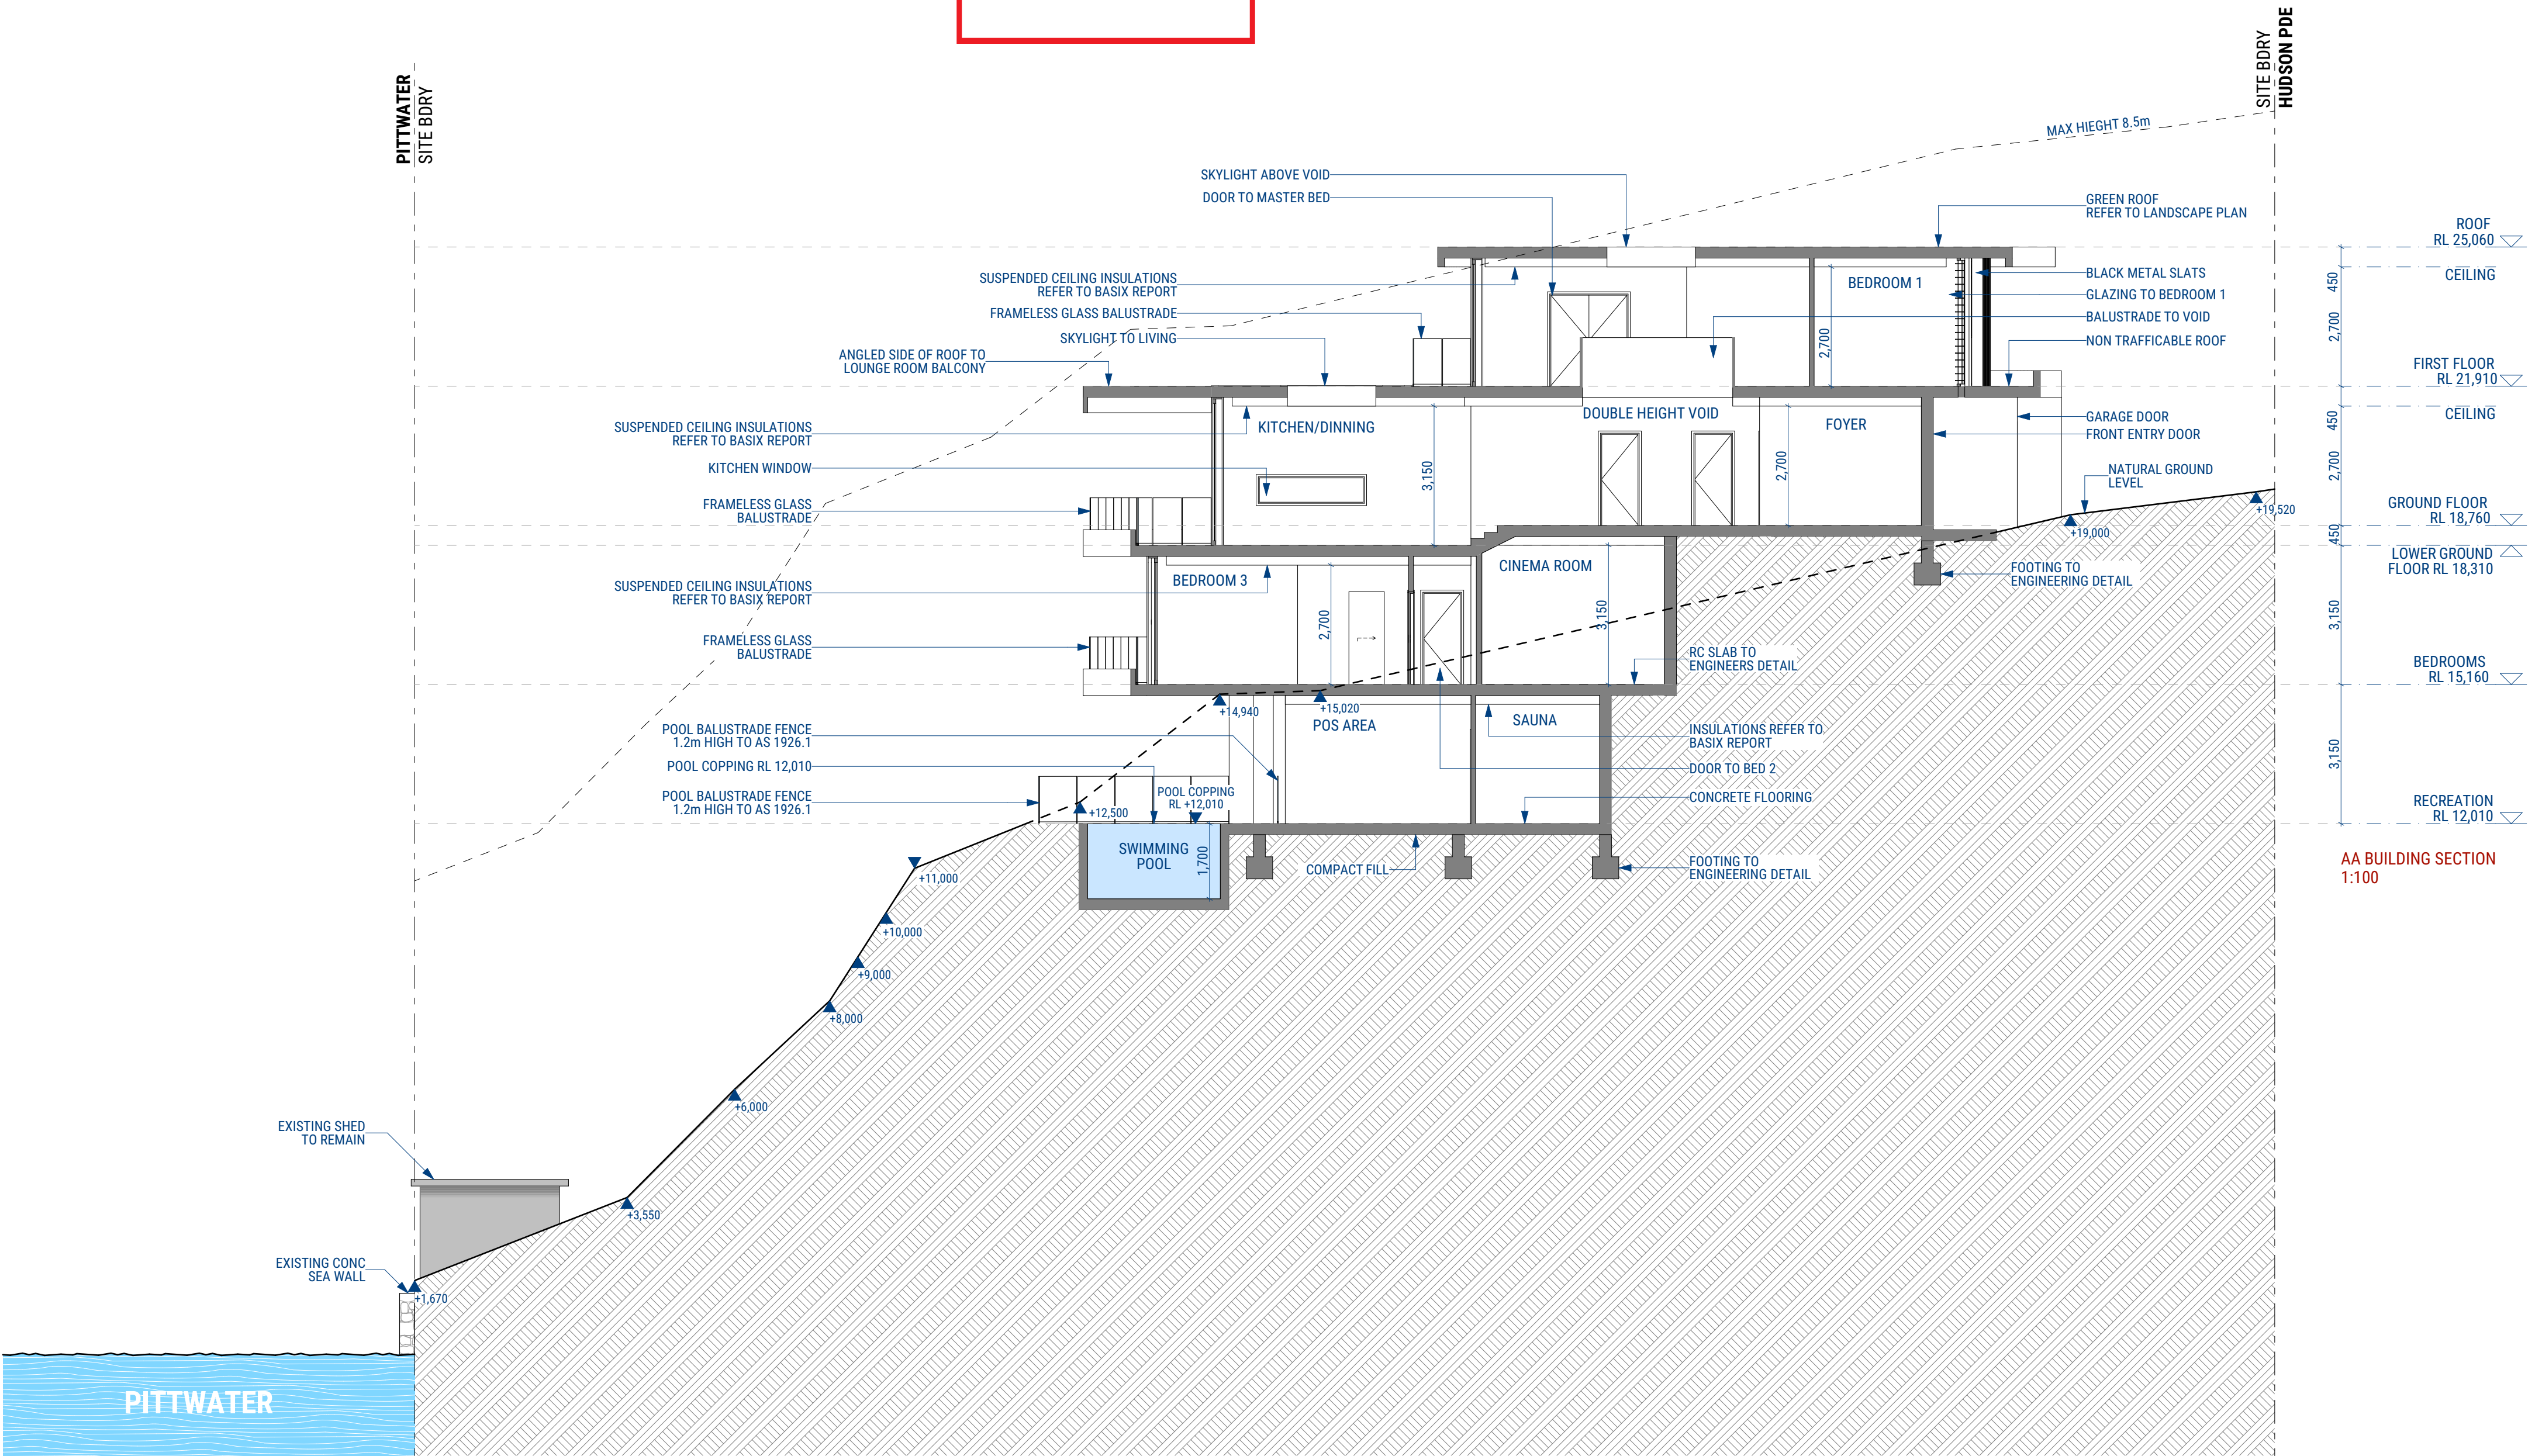 PITTWATER
SITE BDRY
SITE BDRY
HUDSON PDE
MAX HIEGHT 8.5m
SKYLIGHT ABOVE VOID
DOOR TO MASTER BED
SUSPENDED CEILING INSULATIONS
REFER TO BASIX REPORT
FRAMELESS GLASS BALUSTRADE
SKYLIGHT TO LIVING
ANGLED SIDE OF ROOF TO
LOUNGE ROOM BALCONY
SUSPENDED CEILING INSULATIONS
REFER TO BASIX REPORT
KITCHEN WINDOW
FRAMELESS GLASS
BALUSTRADE
SUSPENDED CEILING INSULATIONS
REFER TO BASIX REPORT
FRAMELESS GLASS
BALUSTRADE
POOL BALUSTRADE FENCE
1.2m HIGH TO AS 1926.1
POOL COPPING RL 12,010
POOL BALUSTRADE FENCE
1.2m HIGH TO AS 1926.1
BEDROOM 1
2,700
KITCHEN/DINNING
3,150
DOUBLE HEIGHT VOID
2,700
FOYER
BEDROOM 3
2,700
CINEMA ROOM
3,150
+14,940
+15,020
POS AREA
SAUNA
POOL COPPING
RL +12,010
+12,500
SWIMMING
POOL
1,700
COMPACT FILL
GREEN ROOF
REFER TO LANDSCAPE PLAN
BLACK METAL SLATS
GLAZING TO BEDROOM 1
BALUSTRADE TO VOID
NON TRAFFICABLE ROOF
GARAGE DOOR
FRONT ENTRY DOOR
NATURAL GROUND
LEVEL
+19,520
+19,000
FOOTING TO
ENGINEERING DETAIL
RC SLAB TO
ENGINEERS DETAIL
INSULATIONS REFER TO
BASIX REPORT
DOOR TO BED 2
CONCRETE FLOORING
FOOTING TO
ENGINEERING DETAIL
ROOF
RL 25,060
450
CEILING
2,700
FIRST FLOOR
RL 21,910
450
CEILING
2,700
GROUND FLOOR
RL 18,760
450
LOWER GROUND
FLOOR RL 18,310
3,150
BEDROOMS
RL 15,160
3,150
RECREATION
RL 12,010
AA BUILDING SECTION
1:100
+11,000
+10,000
+9,000
+8,000
+6,000
+3,550
+1,670
EXISTING SHED
TO REMAIN
EXISTING CONC
SEA WALL
PITTWATER